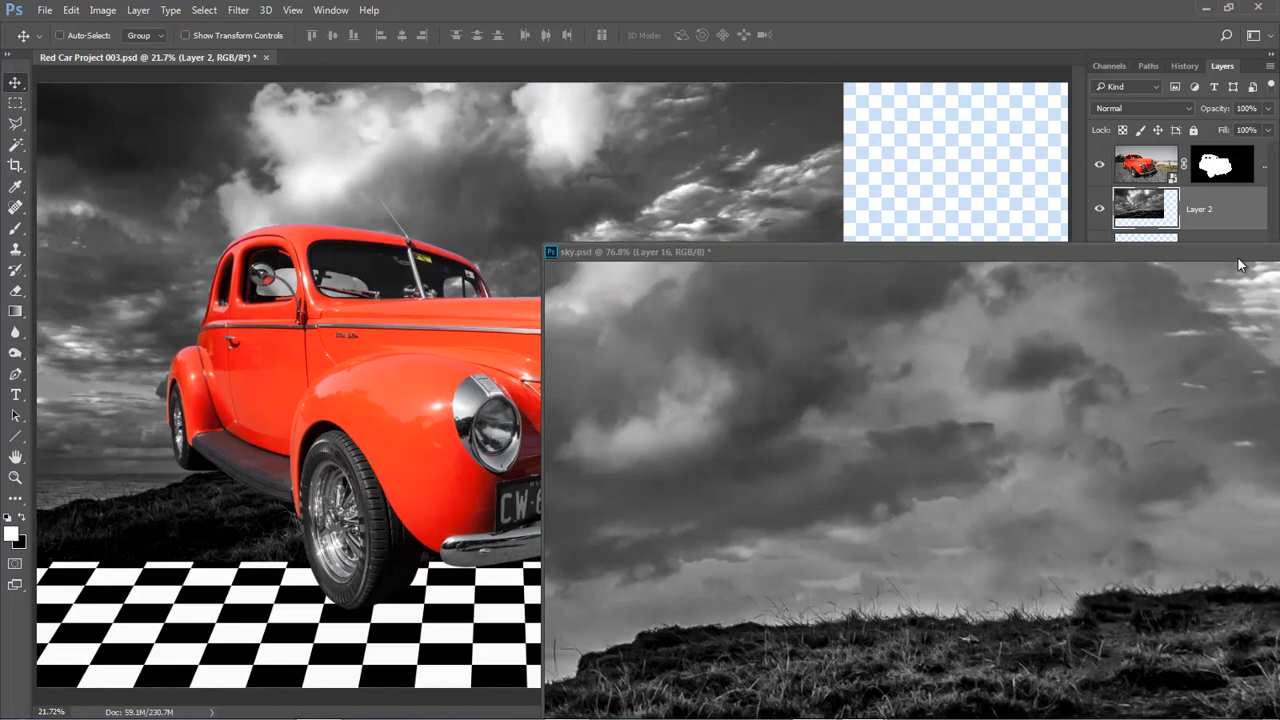 Ps File Edit Image Layer Type Select Filter 3D View Window Help
Auto-Select: Group Show Transform Controls 3D Mode:
Red Car Project 003.psd @ 21.7% (Layer 2, RGB/8*) * ×
Channels Paths History Layers
Kind
Normal Opacity: 100%
Lock: Fill: 100%
Layer 2
Ps sky.psd @ 76.8% (Layer 16, RGB/8) *
CW-
21.72% Doc: 59.1M/230.7M